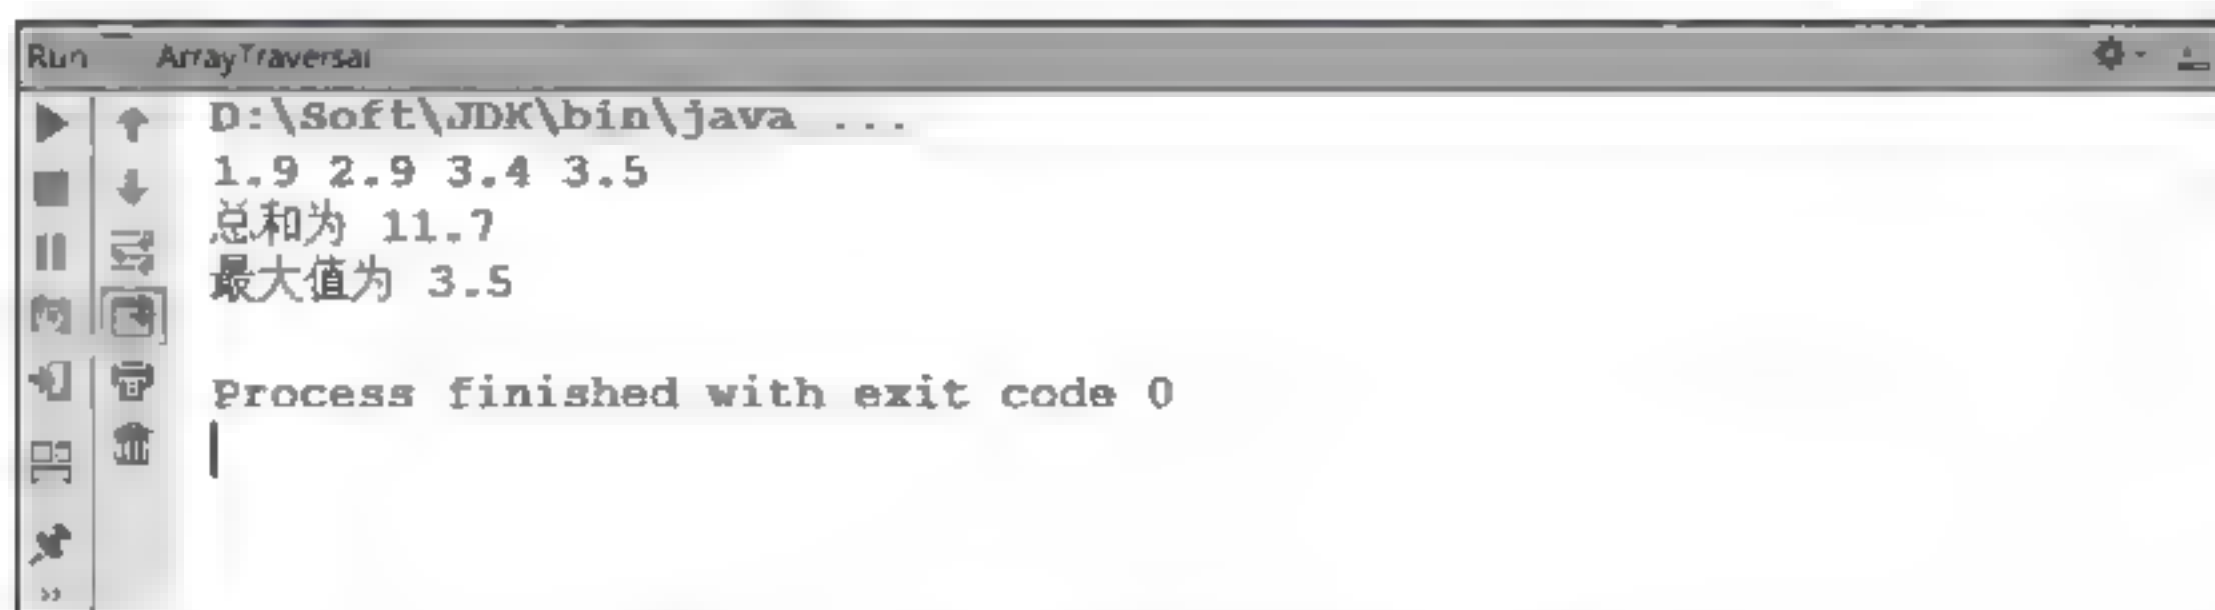 Run ArrayTraversal
D:\Soft\JDK\bin\java ...
1.9 2.9 3.4 3.5
总和为 11.7
最大值为 3.5
Process finished with exit code 0